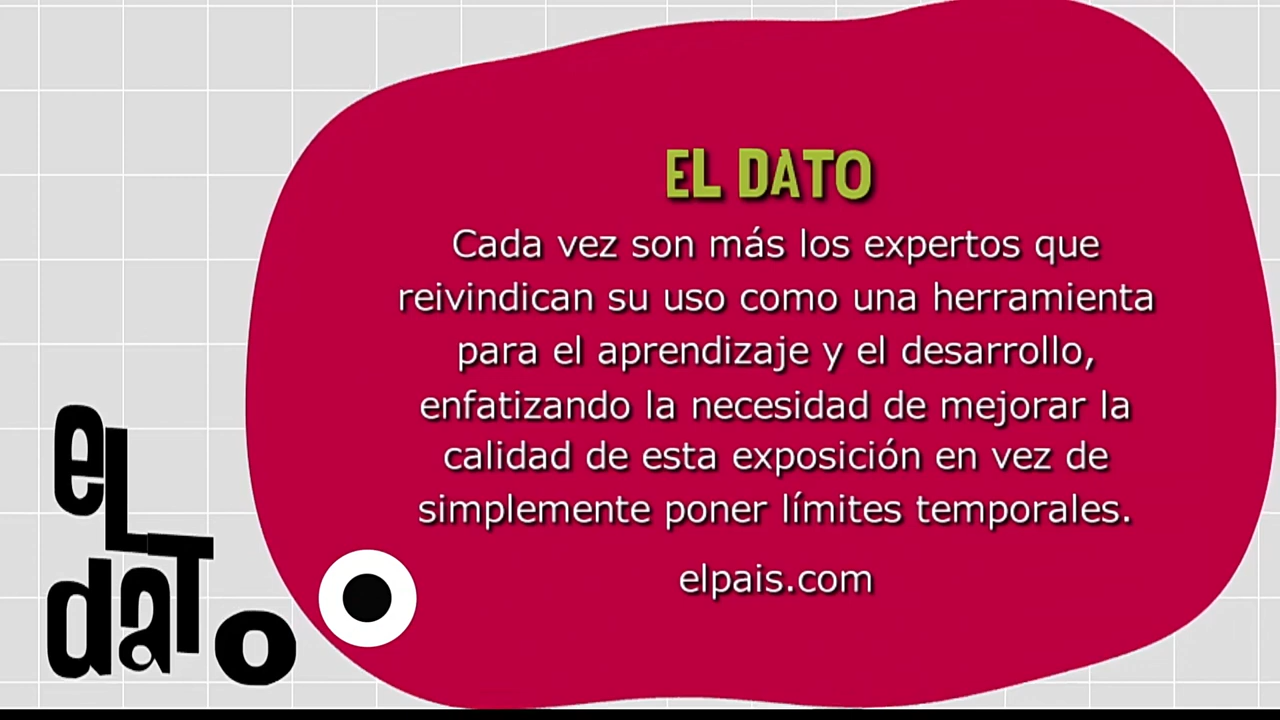 EL DATO
Cada vez son más los expertos que
reivindican su uso como una herramienta
para el aprendizaje y el desarrollo,
enfatizando la necesidad de mejorar la
calidad de esta exposición en vez de
simplemente poner límites temporales.
elpais.com
eL
daTo